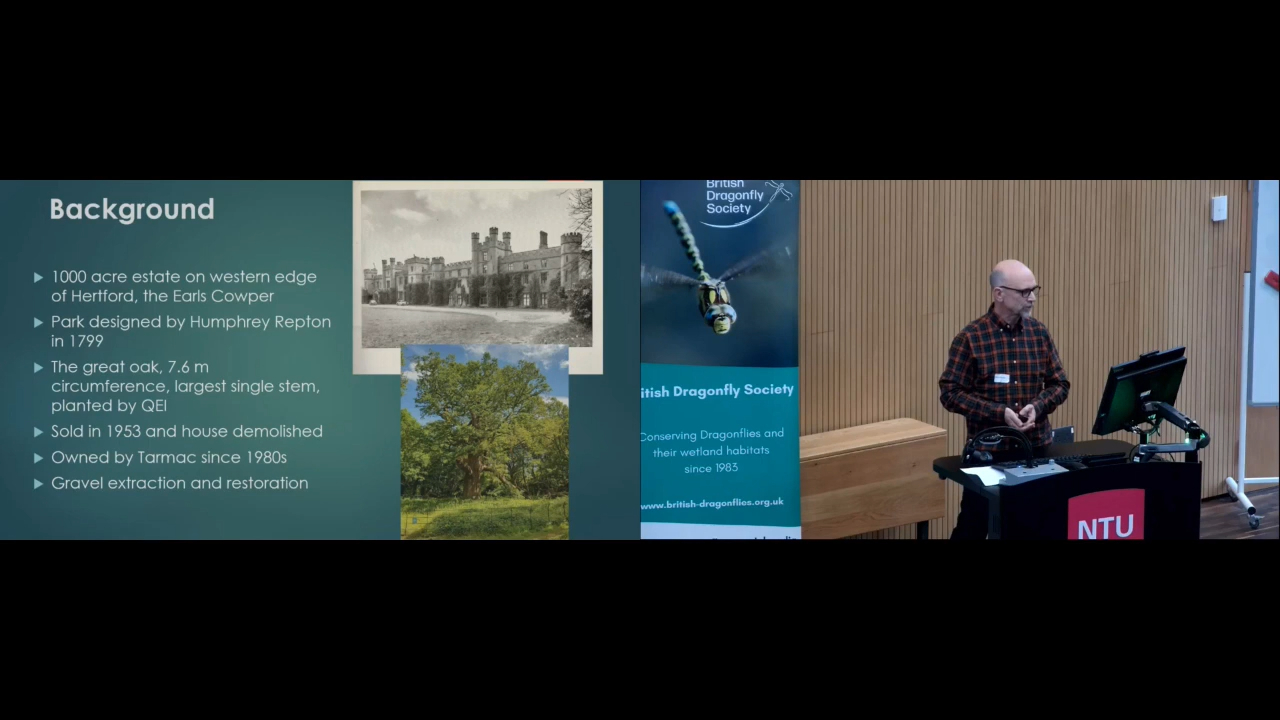 Background
1000 acre estate on western edge
of Hertford, the Earls Cowper
Park designed by Humphrey Repton
in 1799
The great oak, 7.6 m
circumference, largest single stem,
planted by QEI
Sold in 1953 and house demolished
Owned by Tarmac since 1980s
Gravel extraction and restoration
British
Dragonfly
Society
itish Dragonfly Society
Conserving Dragonflies and
their wetland habitats
since 1983
www.british-dragonflies.org.uk
NTU